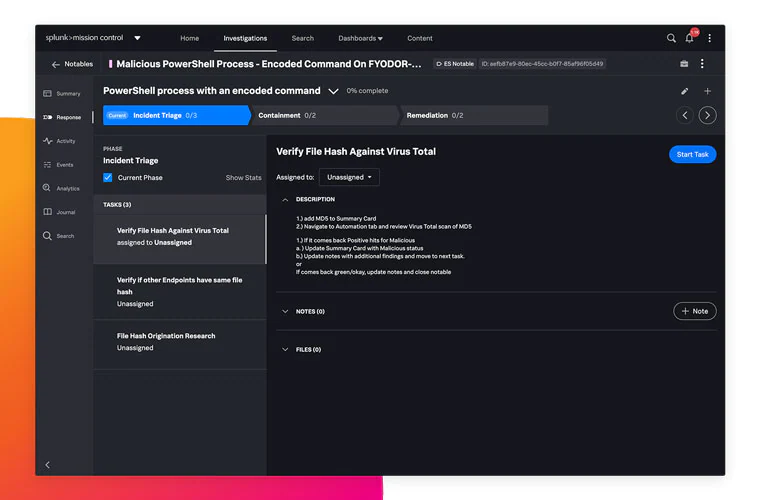 splunk>mission control
Home
Investigations
Search
Dashboards
Content
Notables
Malicious PowerShell Process - Encoded Command On FYODOR-...
ES Notable
ID: aefb87e9-80ec-45cc-b0f7-85af96f05d49
PowerShell process with an encoded command
0% complete
Current
Incident Triage 0/3
Containment 0/2
Remediation 0/2
Summary
Response
Activity
Events
Analytics
Journal
Search
PHASE
Incident Triage
Current Phase
Show Stats
TASKS (3)
Verify File Hash Against Virus Total
assigned to Unassigned
Verify if other Endpoints have same file
hash
Unassigned
File Hash Origination Research
Unassigned
Verify File Hash Against Virus Total
Start Task
Assigned to:
Unassigned
DESCRIPTION
1.) add MD5 to Summary Card
2.) Navigate to Automation tab and review Virus Total scan of MD5
1.) If it comes back Positive hits for Malicious
a. ) Update Summary Card with Malicious status
b.) Update notes with additional findings and move to next task.
or
If comes back green/okay, update notes and close notable
NOTES (0)
+ Note
FILES (0)